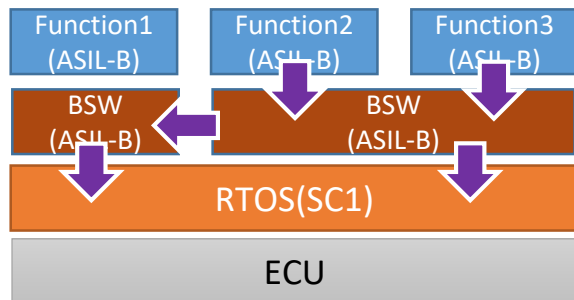 Function1
(ASIL-B)
Function2
(ASIL-B)
Function3
(ASIL-B)
BSW
(ASIL-B)
BSW
(ASIL-B)
RTOS(SC1)
ECU